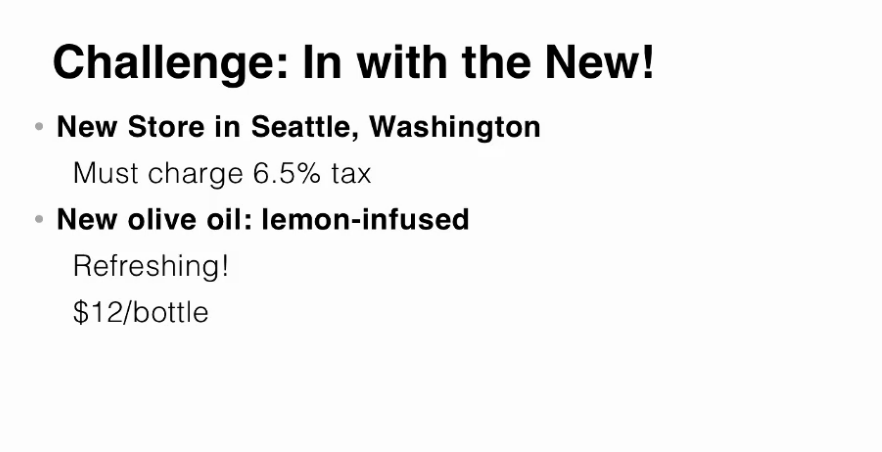 Challenge: In with the New!
• New Store in Seattle, Washington
Must charge 6.5% tax
• New olive oil: lemon-infused
Refreshing!
$12/bottle